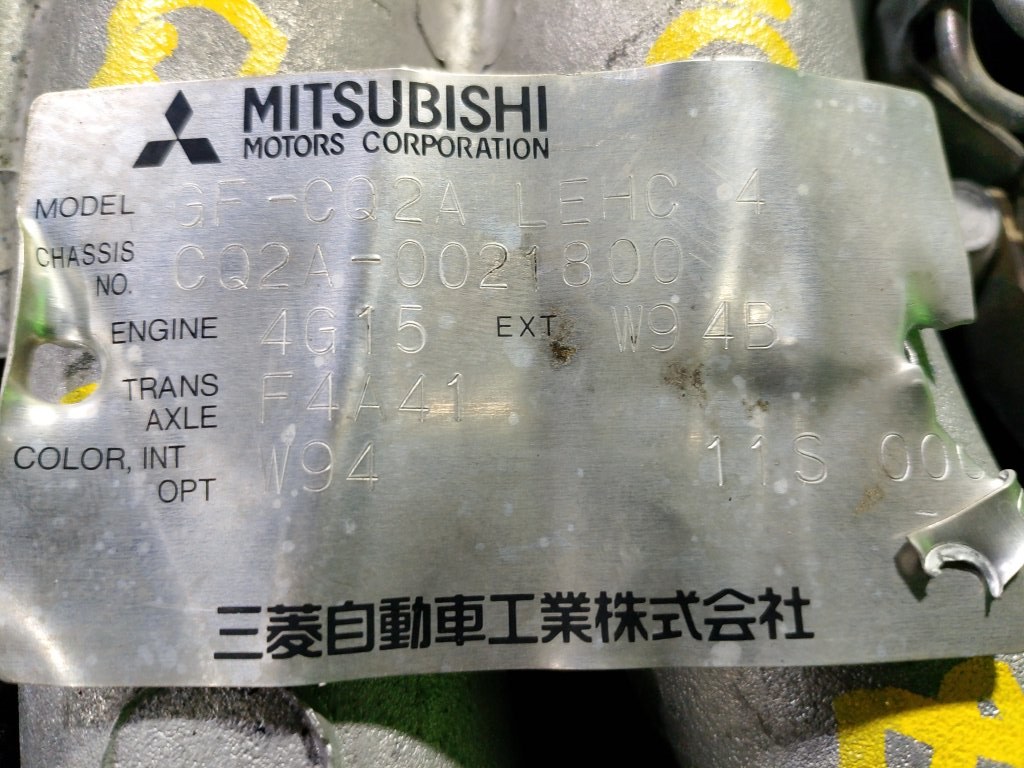 MITSUBISHI
MOTORS CORPORATION
MODEL GF-CQ2A LEHC 4
CHASSIS NO. CQ2A-0021800
ENGINE 4G15 EXT W94B
TRANS AXLE F4A41
COLOR, INT OPT W94 11S 000
三菱自動車工業株式会社